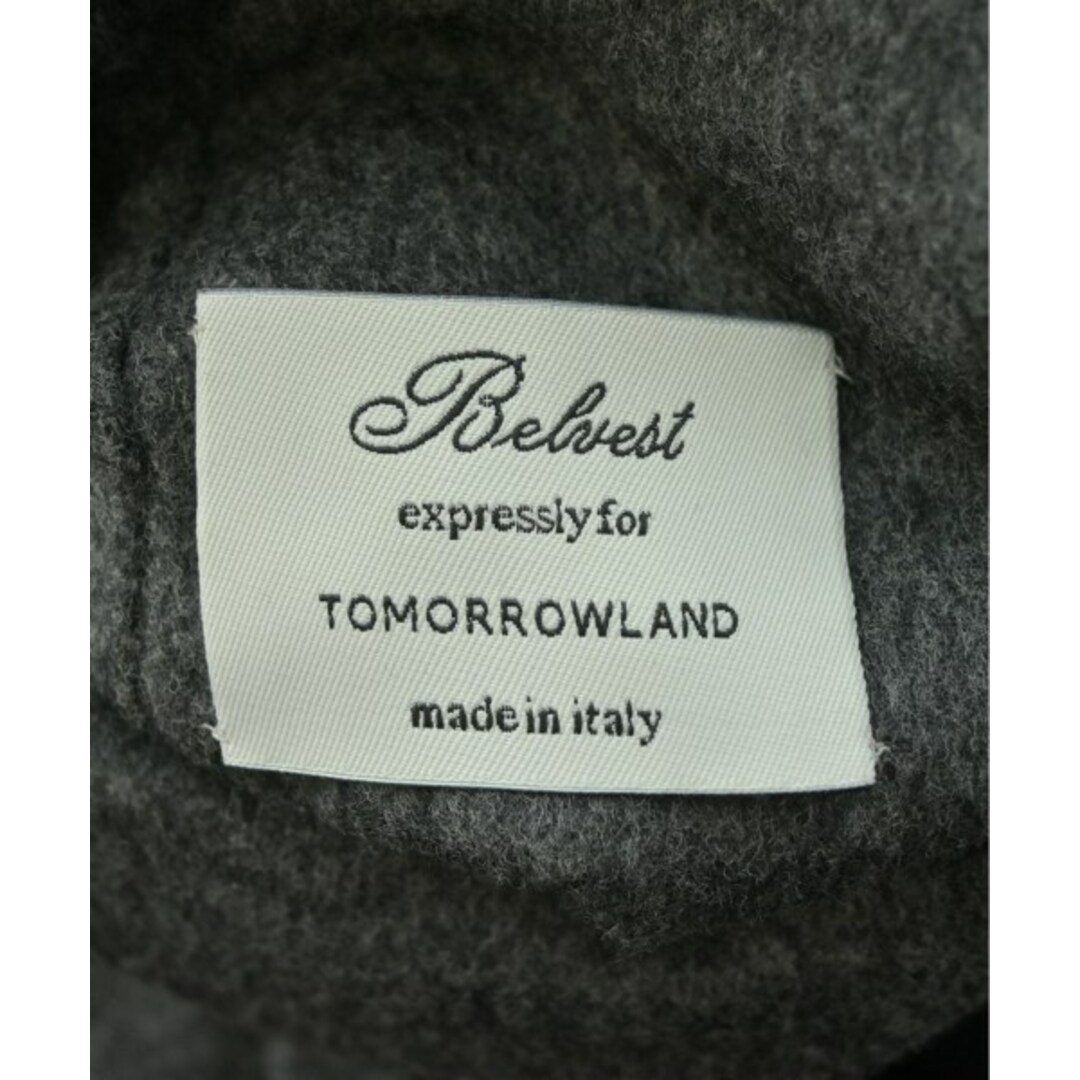 Belvest
expressly for
TOMORROWLAND
made in italy